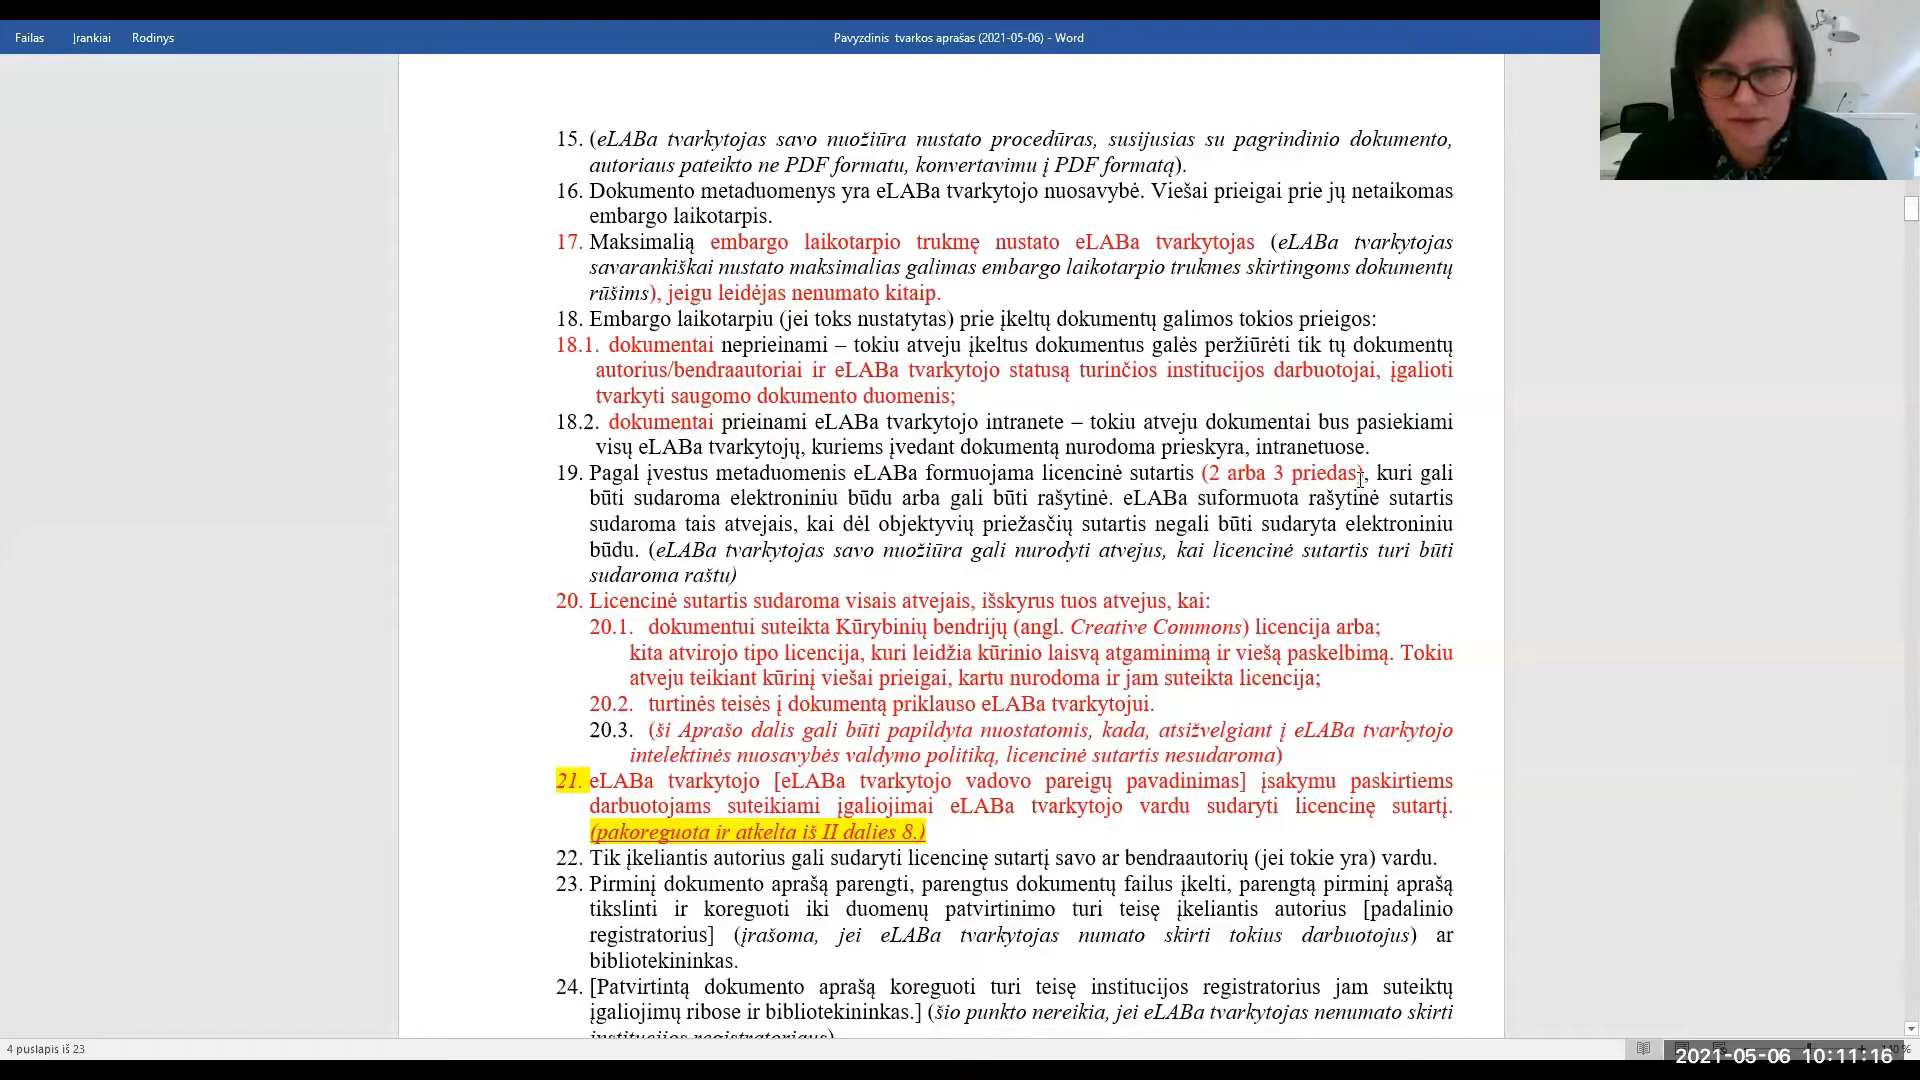 Failas Įrankiai Rodinys
Pavyzdinis tvarkos aprašas (2021-05-06) - Word
15. (eLABa tvarkytojas savo nuožiūra nustato procedūras, susijusias su pagrindinio dokumento,
autoriaus pateikto ne PDF formatu, konvertavimu į PDF formatą).
16. Dokumento metaduomenys yra eLABa tvarkytojo nuosavybė. Viešai prieigai prie jų netaikomas
embargo laikotarpis.
17. Maksimalią embargo laikotarpio trukmę nustato eLABa tvarkytojas (eLABa tvarkytojas
savarankiškai nustato maksimalias galimas embargo laikotarpio trukmes skirtingoms dokumentų
rūšims), jeigu leidėjas nenumato kitaip.
18. Embargo laikotarpiu (jei toks nustatytas) prie įkeltų dokumentų galimos tokios prieigos:
18.1. dokumentai neprieinami – tokiu atveju įkeltus dokumentus galės peržiūrėti tik tų dokumentų
autorius/bendraautoriai ir eLABa tvarkytojo statusą turinčios institucijos darbuotojai, įgalioti
tvarkyti saugomo dokumento duomenis;
18.2. dokumentai prieinami eLABa tvarkytojo intranete – tokiu atveju dokumentai bus pasiekiami
visų eLABa tvarkytojų, kuriems įvedant dokumentą nurodoma prieskyra, intranetuose.
19. Pagal įvestus metaduomenis eLABa formuojama licencinė sutartis (2 arba 3 priedas), kuri gali
būti sudaroma elektroniniu būdu arba gali būti rašytinė. eLABa suformuota rašytinė sutartis
sudaroma tais atvejais, kai dėl objektyvių priežasčių sutartis negali būti sudaryta elektroniniu
būdu. (eLABa tvarkytojas savo nuožiūra gali nurodyti atvejus, kai licencinė sutartis turi būti
sudaroma raštu)
20. Licencinė sutartis sudaroma visais atvejais, išskyrus tuos atvejus, kai:
20.1. dokumentui suteikta Kūrybinių bendrijų (angl. Creative Commons) licencija arba;
kita atvirojo tipo licencija, kuri leidžia kūrinio laisvą atgaminimą ir viešą paskelbimą. Tokiu
atveju teikiant kūrinį viešai prieigai, kartu nurodoma ir jam suteikta licencija;
20.2. turtinės teisės į dokumentą priklauso eLABa tvarkytojui.
20.3. (ši Aprašo dalis gali būti papildyta nuostatomis, kada, atsižvelgiant į eLABa tvarkytojo
intelektinės nuosavybės valdymo politiką, licencinė sutartis nesudaroma)
21. eLABa tvarkytojo [eLABa tvarkytojo vadovo pareigų pavadinimas] įsakymu paskirtiems
darbuotojams suteikiami įgaliojimai eLABa tvarkytojo vardu sudaryti licencinę sutartį.
(pakoreguota ir atkelta iš II dalies 8.)
22. Tik įkeliantis autorius gali sudaryti licencinę sutartį savo ar bendraautorių (jei tokie yra) vardu.
23. Pirminį dokumento aprašą parengti, parengtus dokumentų failus įkelti, parengtą pirminį aprašą
tikslinti ir koreguoti iki duomenų patvirtinimo turi teisę įkeliantis autorius [padalinio
registratorius] (įrašoma, jei eLABa tvarkytojas numato skirti tokius darbuotojus) ar
bibliotekininkas.
24. [Patvirtintą dokumento aprašą koreguoti turi teisę institucijos registratorius jam suteiktų
įgaliojimų ribose ir bibliotekininkas.] (šio punkto nereikia, jei eLABa tvarkytojas nenumato skirti
institucijos registratoriaus)
4 puslapis iš 23
2021-05-06 10:11:16